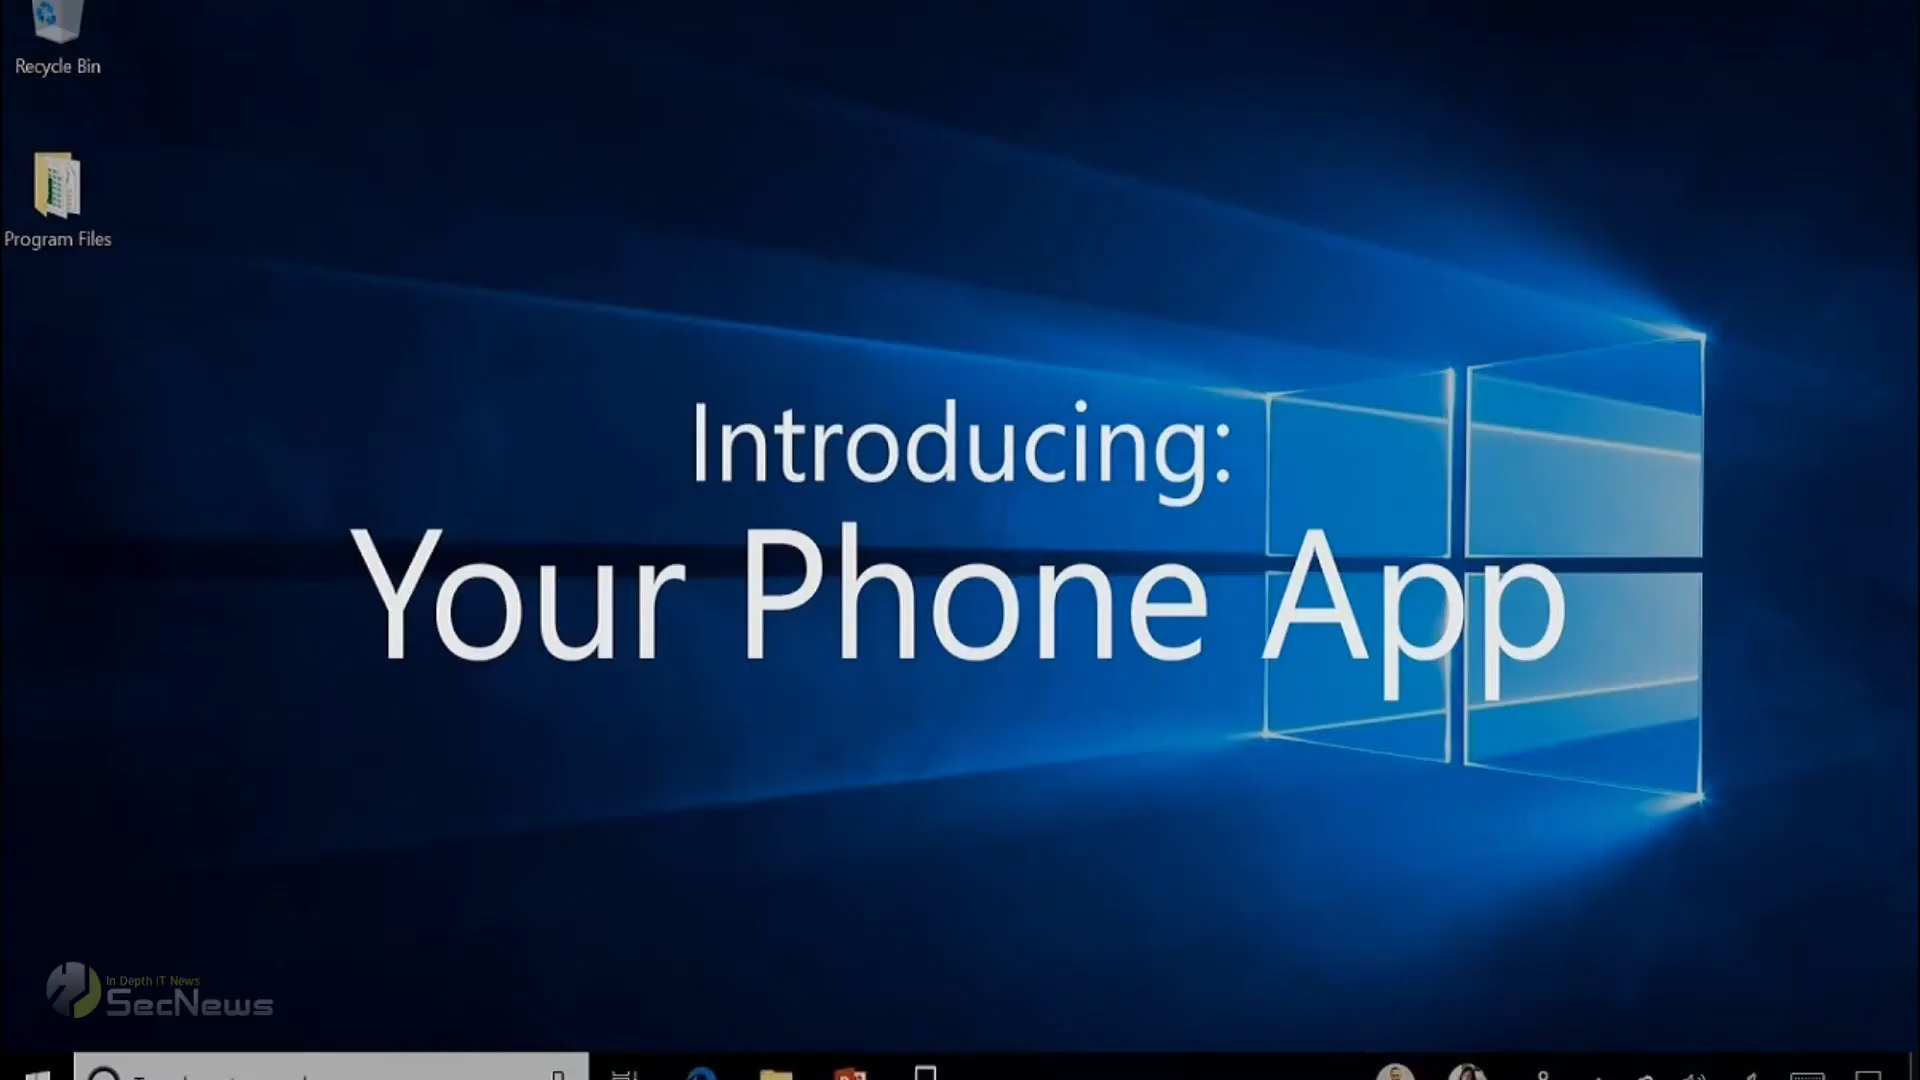 Recycle Bin
Program Files
Introducing:
Your Phone App
In Depth IT News
SecNews